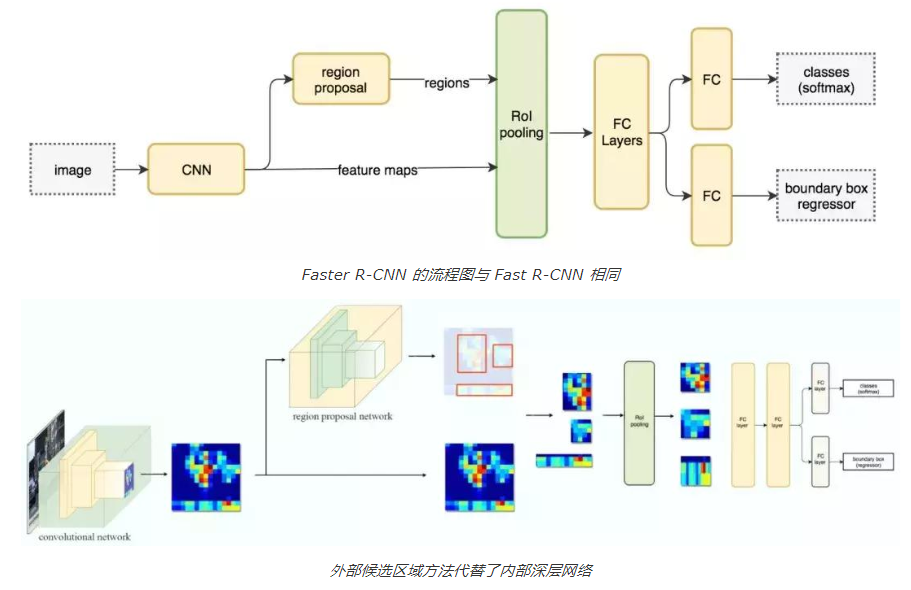 region
proposal
regions
image
CNN
feature maps
RoI
pooling
FC
Layers
FC
classes
(softmax)
FC
boundary box
regressor
Faster R-CNN 的流程图与 Fast R-CNN 相同
region proposal network
convolutional network
RoI
pooling
FC
layer
FC
layer
FC
layer
classes
(softmax)
FC
layer
boundary box
(regressor)
外部候选区域方法代替了内部深层网络